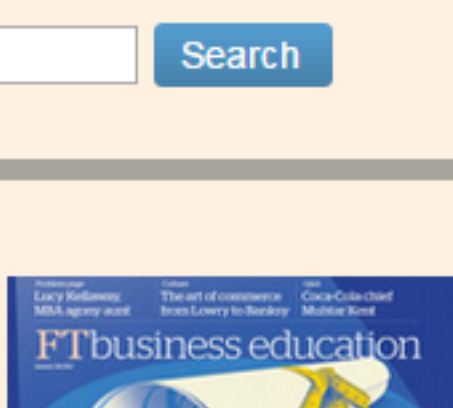 Search
Lucy Kellaway, The art of commerce Coca-Cola chief
MBA agony aunt from Lowry to Banksy Muhtar Kent
FTbusiness education